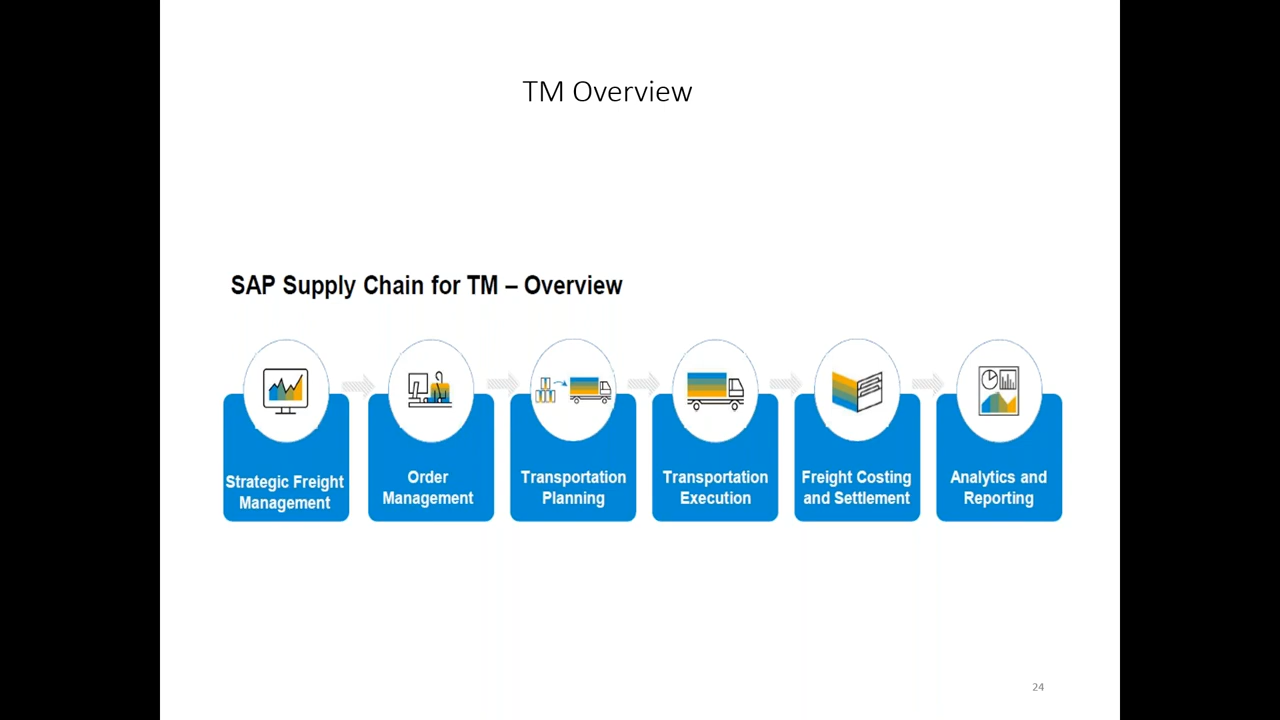 TM Overview
SAP Supply Chain for TM – Overview
Strategic Freight
Management
Order
Management
Transportation
Planning
Transportation
Execution
Freight Costing
and Settlement
Analytics and
Reporting
24